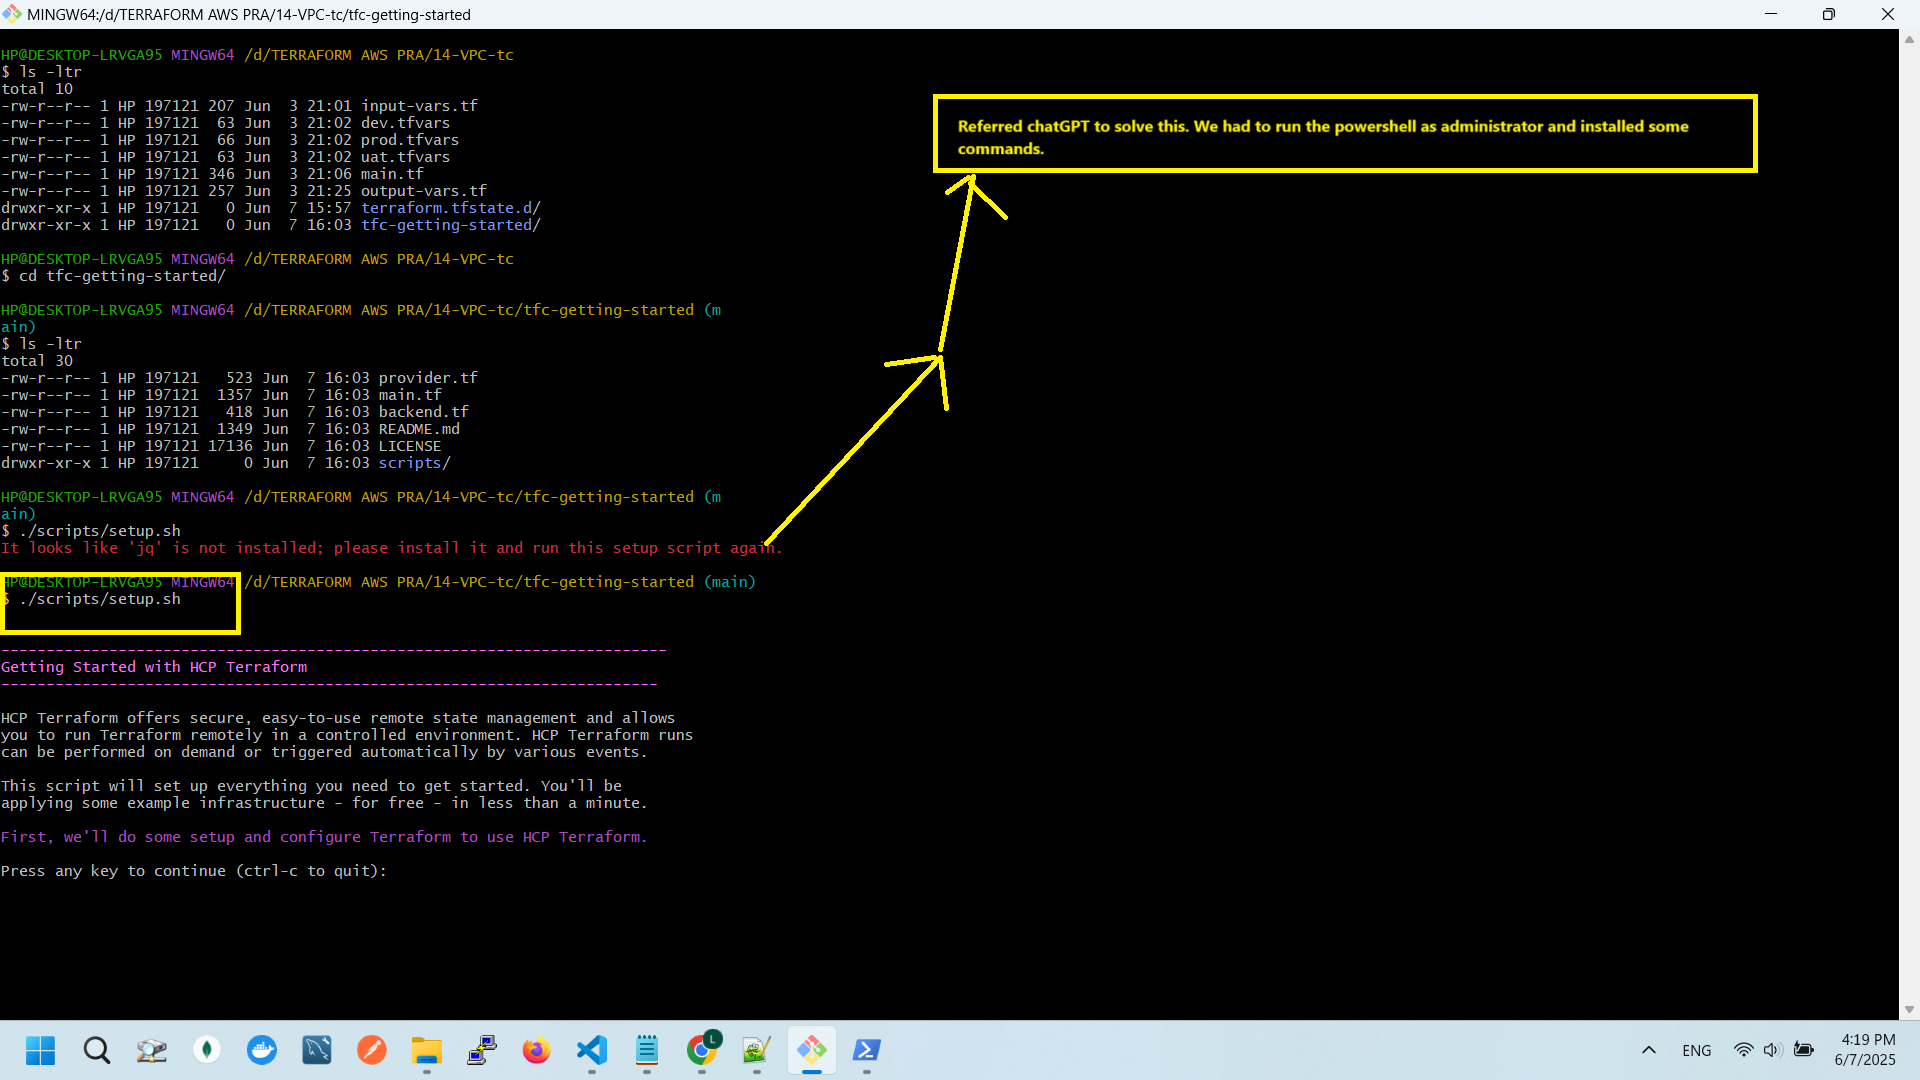 MINGW64:/d/TERRAFORM AWS PRA/14-VPC-tc/tfc-getting-started
HP@DESKTOP-LRVGA95 MINGW64 /d/TERRAFORM AWS PRA/14-VPC-tc
$ ls -ltr
total 10
-rw-r--r-- 1 HP 197121 207 Jun  3 21:01 input-vars.tf
-rw-r--r-- 1 HP 197121  63 Jun  3 21:02 dev.tfvars
-rw-r--r-- 1 HP 197121  66 Jun  3 21:02 prod.tfvars
-rw-r--r-- 1 HP 197121  63 Jun  3 21:02 uat.tfvars
-rw-r--r-- 1 HP 197121 346 Jun  3 21:06 main.tf
-rw-r--r-- 1 HP 197121 257 Jun  3 21:25 output-vars.tf
drwxr-xr-x 1 HP 197121   0 Jun  7 15:57 terraform.tfstate.d/
drwxr-xr-x 1 HP 197121   0 Jun  7 16:03 tfc-getting-started/
HP@DESKTOP-LRVGA95 MINGW64 /d/TERRAFORM AWS PRA/14-VPC-tc
$ cd tfc-getting-started/
HP@DESKTOP-LRVGA95 MINGW64 /d/TERRAFORM AWS PRA/14-VPC-tc/tfc-getting-started (m
ain)
$ ls -ltr
total 30
-rw-r--r-- 1 HP 197121   523 Jun  7 16:03 provider.tf
-rw-r--r-- 1 HP 197121  1357 Jun  7 16:03 main.tf
-rw-r--r-- 1 HP 197121   418 Jun  7 16:03 backend.tf
-rw-r--r-- 1 HP 197121  1349 Jun  7 16:03 README.md
-rw-r--r-- 1 HP 197121 17136 Jun  7 16:03 LICENSE
drwxr-xr-x 1 HP 197121     0 Jun  7 16:03 scripts/
HP@DESKTOP-LRVGA95 MINGW64 /d/TERRAFORM AWS PRA/14-VPC-tc/tfc-getting-started (m
ain)
$ ./scripts/setup.sh
It looks like 'jq' is not installed; please install it and run this setup script again.
HP@DESKTOP-LRVGA95 MINGW64 /d/TERRAFORM AWS PRA/14-VPC-tc/tfc-getting-started (main)
$ ./scripts/setup.sh
--------------------------------------------------------------------------
Getting Started with HCP Terraform
-------------------------------------------------------------------------
HCP Terraform offers secure, easy-to-use remote state management and allows
you to run Terraform remotely in a controlled environment. HCP Terraform runs
can be performed on demand or triggered automatically by various events.
This script will set up everything you need to get started. You'll be
applying some example infrastructure - for free - in less than a minute.
First, we'll do some setup and configure Terraform to use HCP Terraform.
Press any key to continue (ctrl-c to quit):
Referred chatGPT to solve this. We had to run the powershell as administrator and installed some
commands.
L
ENG
4:19 PM
6/7/2025